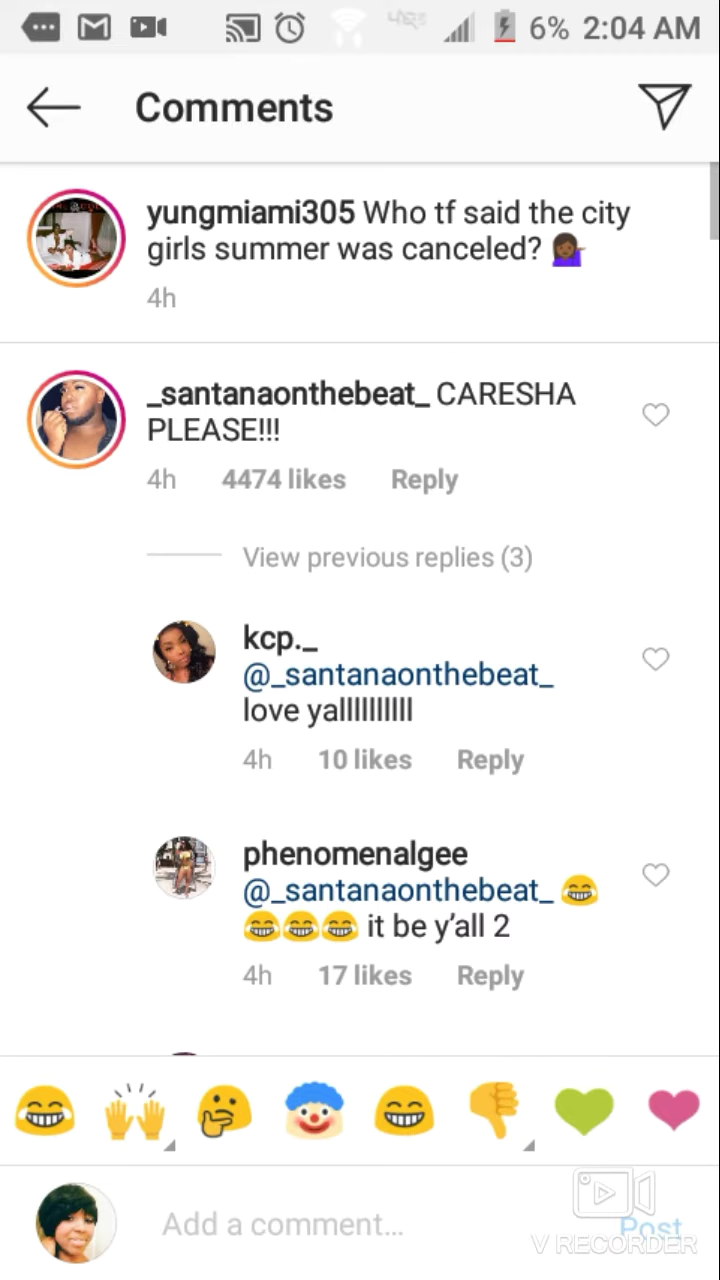 6% 2:04 AM
Comments
yungmiami305 Who tf said the city
girls summer was canceled? 💁🏾‍♀️
4h
_santanaonthebeat_ CARESHA
PLEASE!!!
4h 4474 likes Reply
View previous replies (3)
kcp._
@_santanaonthebeat_
love yallllllllll
4h 10 likes Reply
phenomenalgee
@_santanaonthebeat_ 😂
😂😂😂 it be y’all 2
4h 17 likes Reply
Add a comment...
Post
V RECORDER